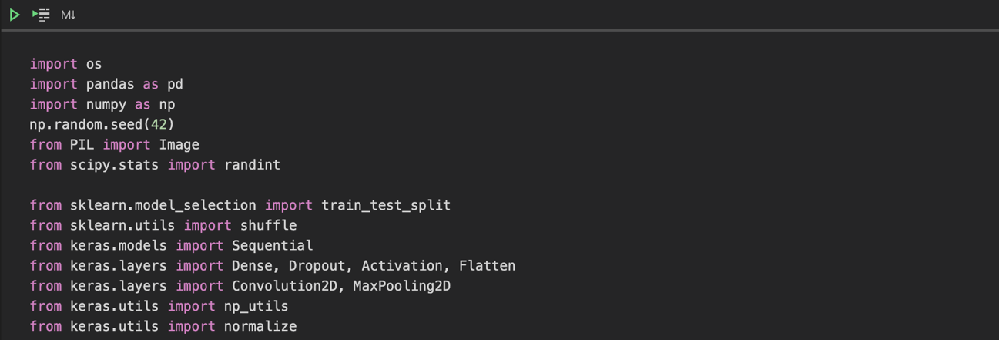 M↓
import os
import pandas as pd
import numpy as np
np.random.seed(42)
from PIL import Image
from scipy.stats import randint
from sklearn.model_selection import train_test_split
from sklearn.utils import shuffle
from keras.models import Sequential
from keras.layers import Dense, Dropout, Activation, Flatten
from keras.layers import Convolution2D, MaxPooling2D
from keras.utils import np_utils
from keras.utils import normalize